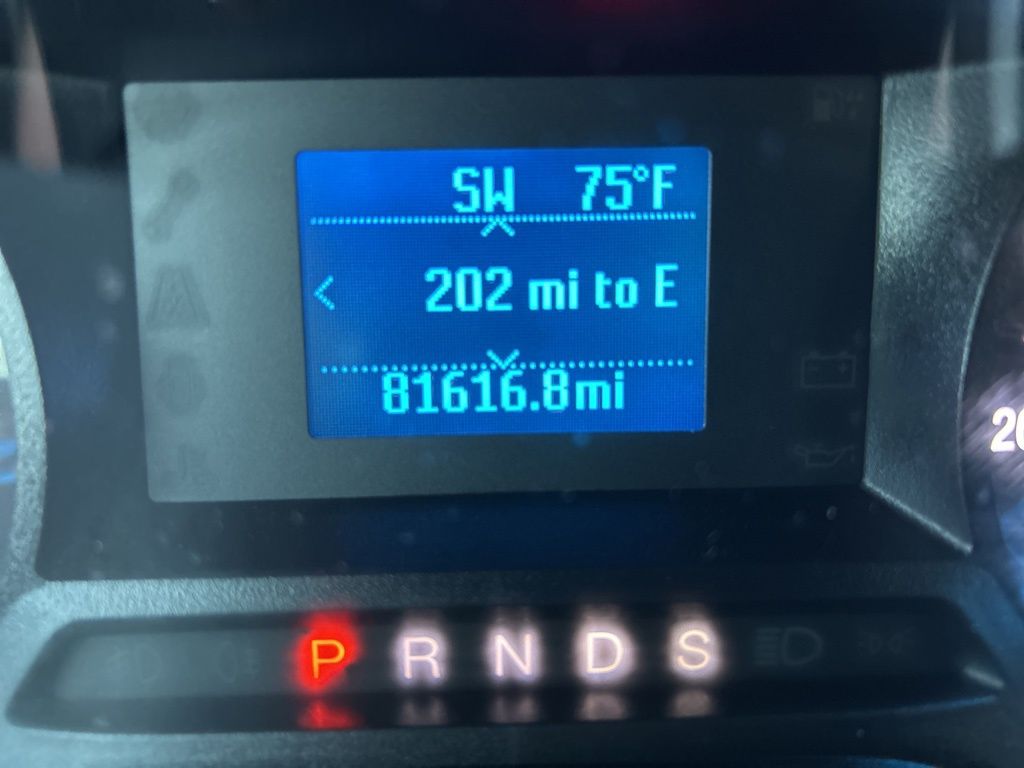 SW 75°F
202 mi to E
81616.8mi
P R N D S